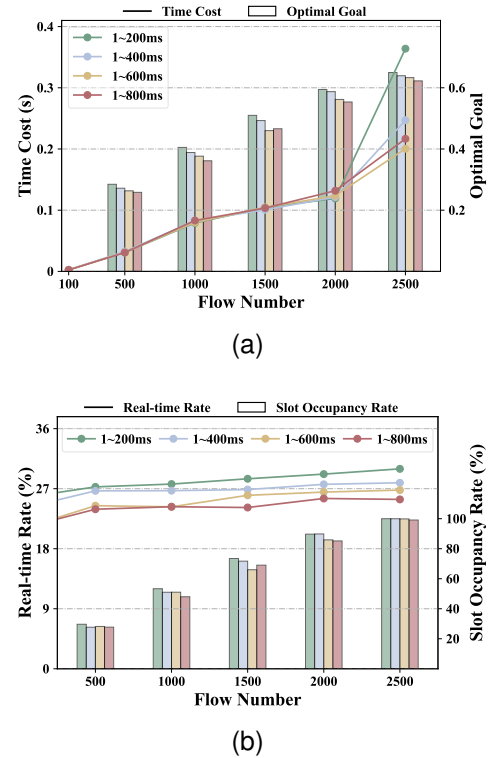 Time Cost Optimal Goal
0.4
1~200ms
1~400ms
1~600ms
1~800ms
0.3
0.2
0.1
0
Time Cost (s)
0.6
0.4
0.2
Optimal Goal
100 500 1000 1500 2000 2500
Flow Number
(a)
Real-time Rate Slot Occupancy Rate
36
1~200ms 1~400ms 1~600ms 1~800ms
27
18
9
0
Real-time Rate (%)
100
80
60
40
20
Slot Occupancy Rate (%)
500 1000 1500 2000 2500
Flow Number
(b)